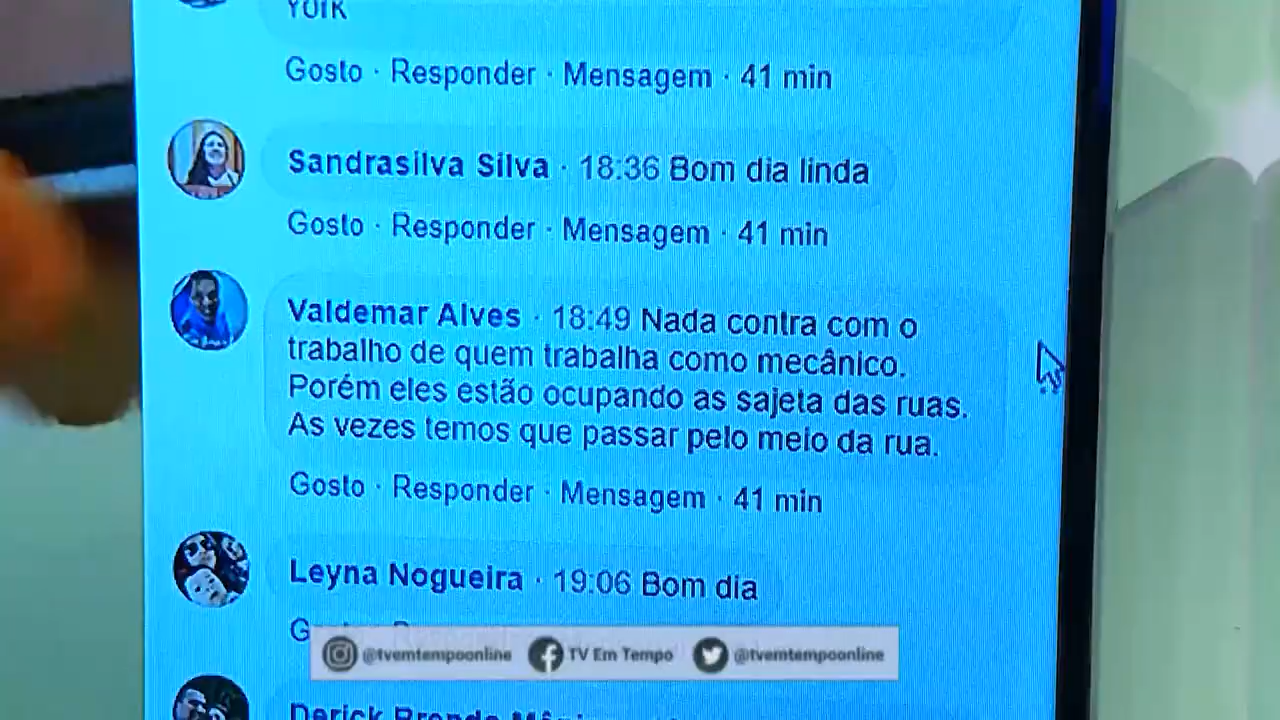 Gosto · Responder · Mensagem · 41 min
Sandrasilva Silva · 18:36 Bom dia linda
Gosto · Responder · Mensagem · 41 min
Valdemar Alves · 18:49 Nada contra com o
trabalho de quem trabalha como mecânico.
Porém eles estão ocupando as sajeta das ruas.
As vezes temos que passar pelo meio da rua.
Gosto · Responder · Mensagem · 41 min
Leyna Nogueira · 19:06 Bom dia
@tvemtempoonline TV Em Tempo @tvemtempoonline
Derick